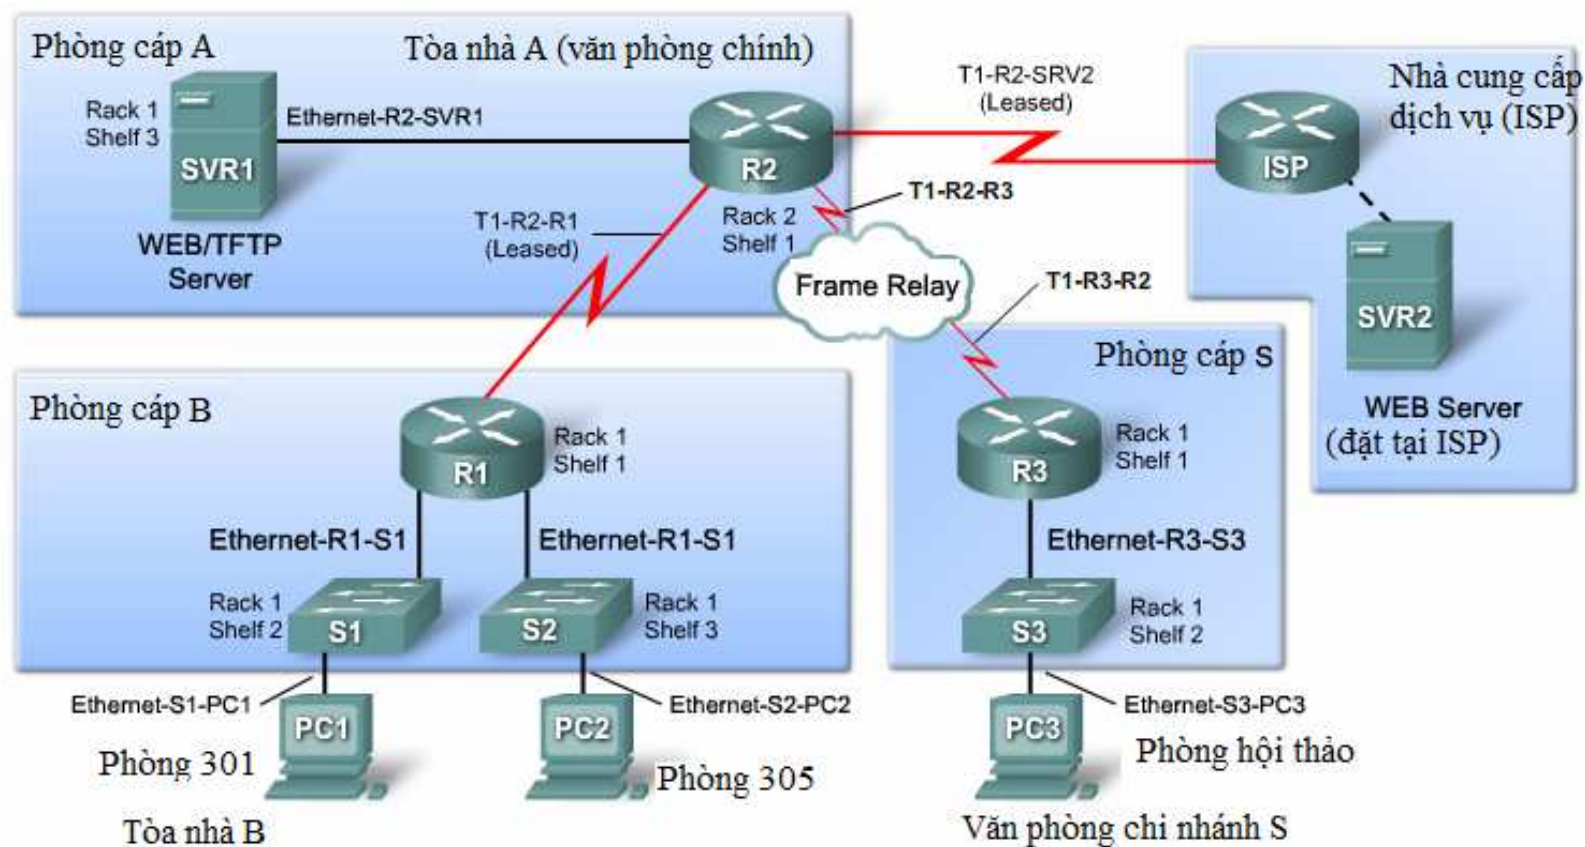 Phòng cáp A
Tòa nhà A (văn phòng chính)
Rack 1
Shelf 3
SVR1
Ethernet-R2-SVR1
WEB/TFTP
Server
R2
Rack 2
Shelf 1
T1-R2-R1
(Leased)
T1-R2-SRV2
(Leased)
T1-R2-R3
Frame Relay
T1-R3-R2
Nhà cung cấp
dịch vụ (ISP)
ISP
SVR2
WEB Server
(đặt tại ISP)
Phòng cáp B
R1
Rack 1
Shelf 1
Ethernet-R1-S1
Ethernet-R1-S1
Rack 1
Shelf 2
S1
S2
Rack 1
Shelf 3
Ethernet-S1-PC1
Ethernet-S2-PC2
PC1
PC2
Phòng 301
Phòng 305
Tòa nhà B
Phòng cáp S
R3
Rack 1
Shelf 1
Ethernet-R3-S3
S3
Rack 1
Shelf 2
Ethernet-S3-PC3
PC3
Phòng hội thảo
Văn phòng chi nhánh S